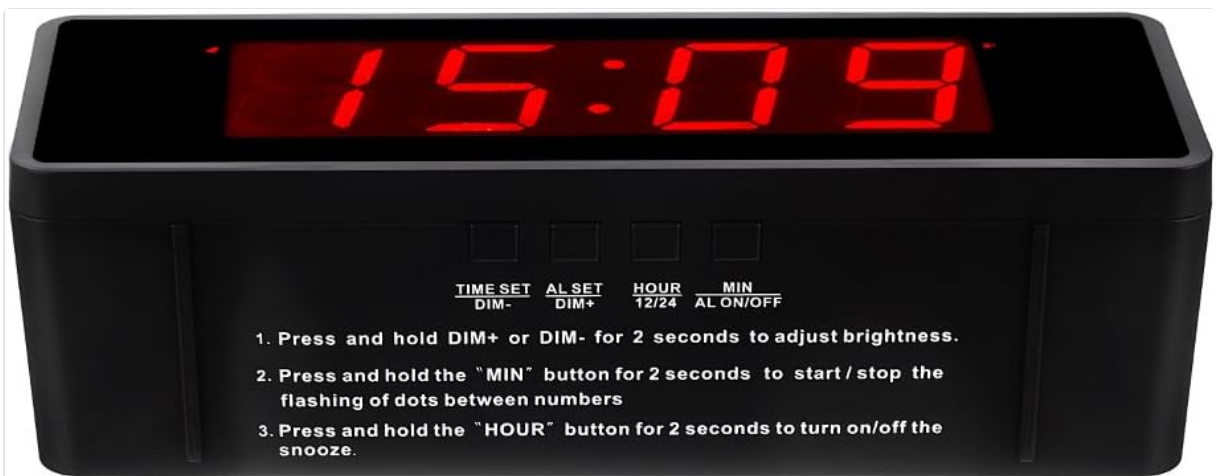 15:09
TIME SET AL SET HOUR MIN
DIM- DIM+ 12/24 AL ON/OFF
1. Press and hold DIM+ or DIM- for 2 seconds to adjust brightness.
2. Press and hold the "MIN" button for 2 seconds to start / stop the
flashing of dots between numbers
3. Press and hold the "HOUR" button for 2 seconds to turn on/off the
snooze.